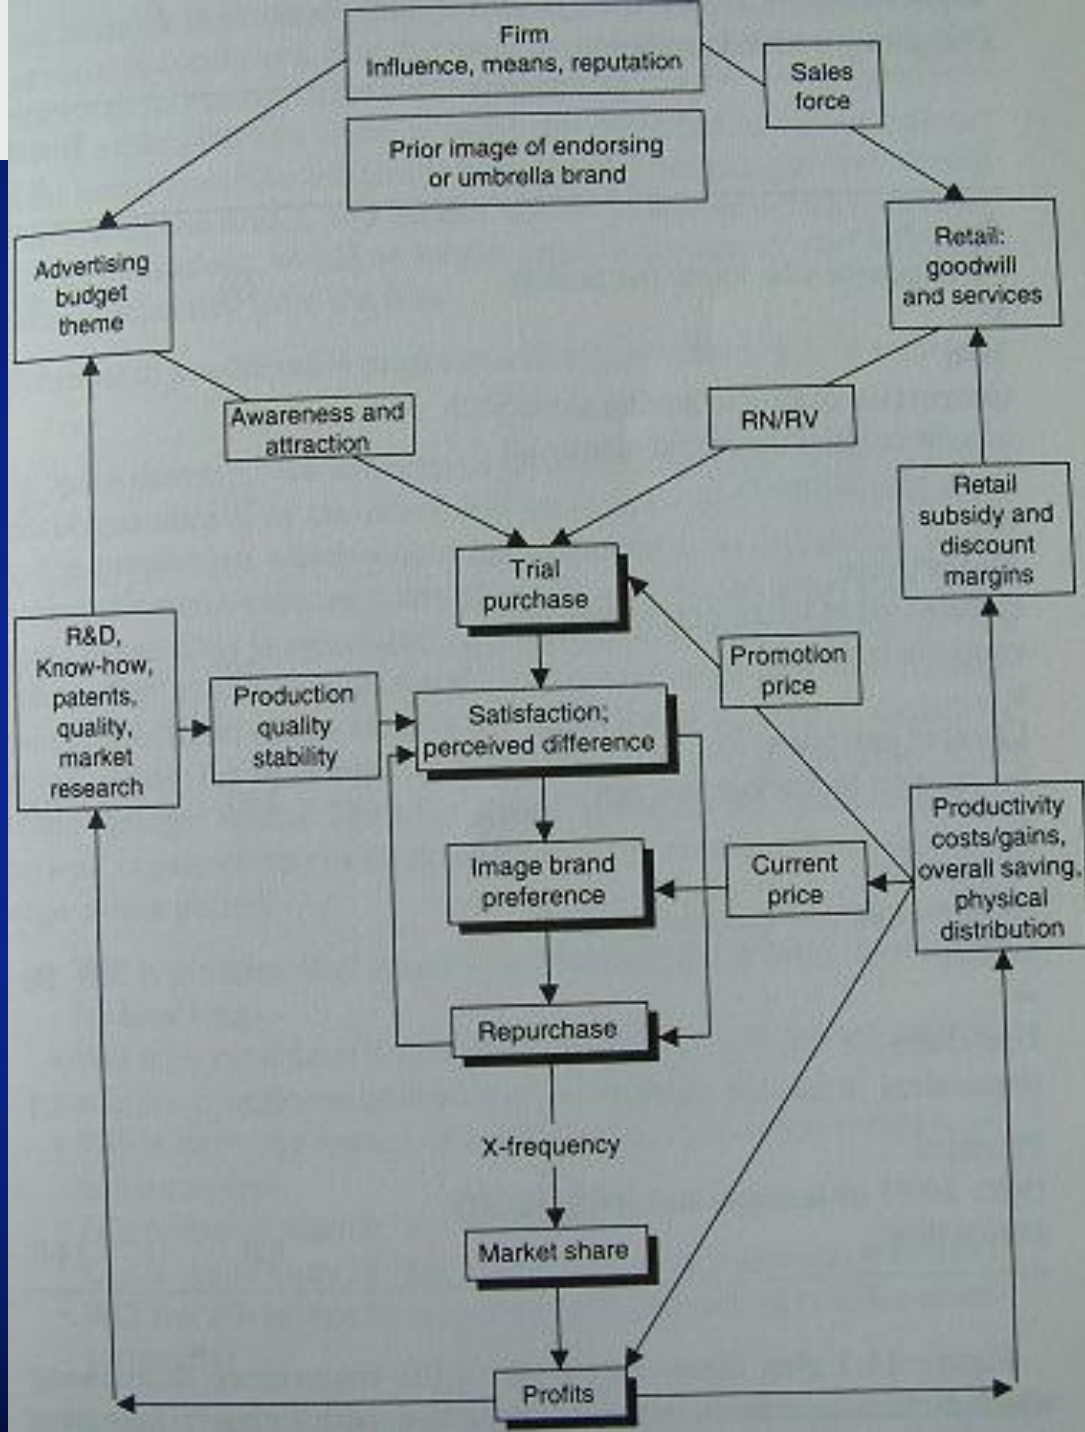 Firm
Influence, means, reputation
Sales
force
Prior image of endorsing
or umbrella brand
Advertising
budget
theme
Retail:
goodwill
and services
Awareness and
attraction
RN/RV
Retail
subsidy and
discount
margins
Trial
purchase
R&D,
Know-how,
patents,
quality,
market
research
Production
quality
stability
Satisfaction;
perceived difference
Promotion
price
Productivity
costs/gains,
overall saving,
physical
distribution
Image brand
preference
Current
price
Repurchase
X-frequency
Market share
Profits